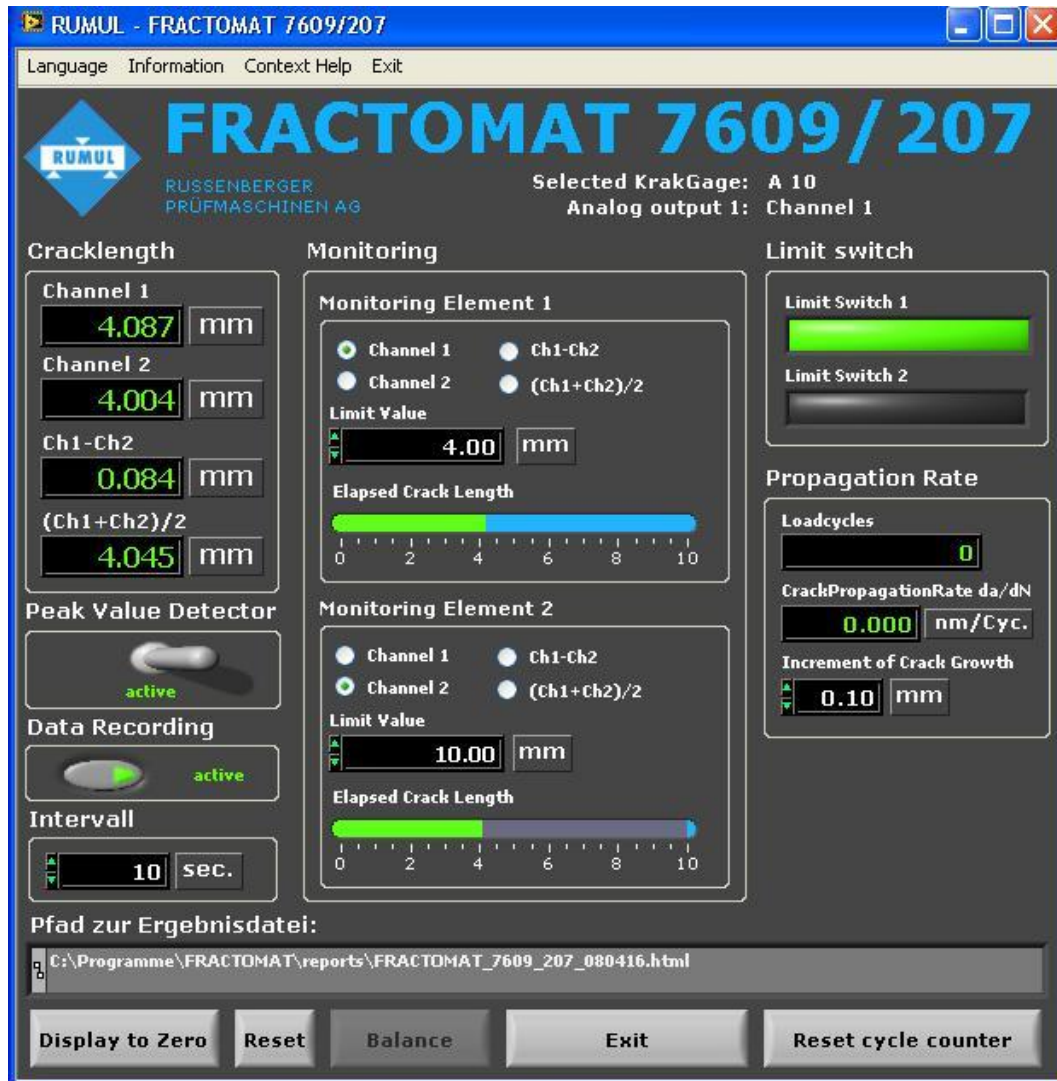 RUMUL - FRACTOMAT 7609/207
Language Information Context Help Exit
RUMUL
FRACTOMAT 7609/207
RUSSENBERGER
PRÜFMASCHINEN AG
Selected KrakGage: A 10
Analog output 1: Channel 1
Cracklength
Channel 1
4.087 mm
Channel 2
4.004 mm
Ch1-Ch2
0.084 mm
(Ch1+Ch2)/2
4.045 mm
Peak Value Detector
active
Data Recording
active
Intervall
10 sec.
Monitoring
Monitoring Element 1
Channel 1 Ch1-Ch2
Channel 2 (Ch1+Ch2)/2
Limit Value
4.00 mm
Elapsed Crack Length
0 2 4 6 8 10
Monitoring Element 2
Channel 1 Ch1-Ch2
Channel 2 (Ch1+Ch2)/2
Limit Value
10.00 mm
Elapsed Crack Length
0 2 4 6 8 10
Limit switch
Limit Switch 1
Limit Switch 2
Propagation Rate
Loadcycles
0
CrackPropagationRate da/dN
0.000 nm/Cyc.
Increment of Crack Growth
0.10 mm
Pfad zur Ergebnisdatei:
C:\Programme\FRACTOMAT\reports\FRACTOMAT_7609_207_080416.html
Display to Zero Reset Balance Exit Reset cycle counter